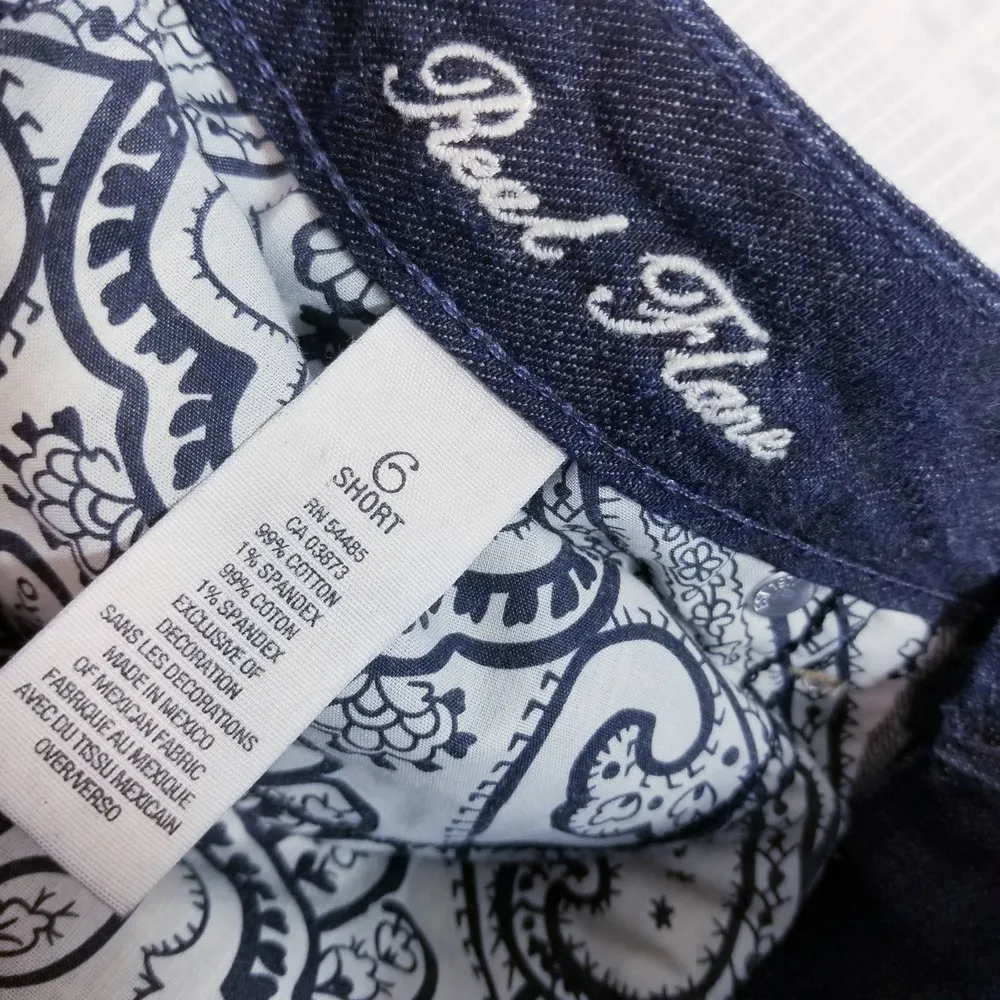 Reel Flare
6
SHORT
RN 54485
CA 03873
99% COTTON
1% SPANDEX
99% COTON
1% SPANDEX
EXCLUSIVE OF
DECORATION
SANS LES DECORATIONS
MADE IN MEXICO
OF MEXICAN FABRIC
FABRIQUE AU MEXIQUE
AVEC DU TISSU MEXICAIN
OVER/VERSO